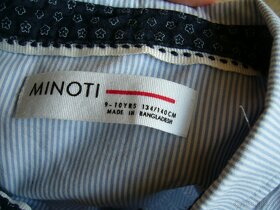 MINOTI
9-10YRS 134/140CM
MADE IN BANGLADESH